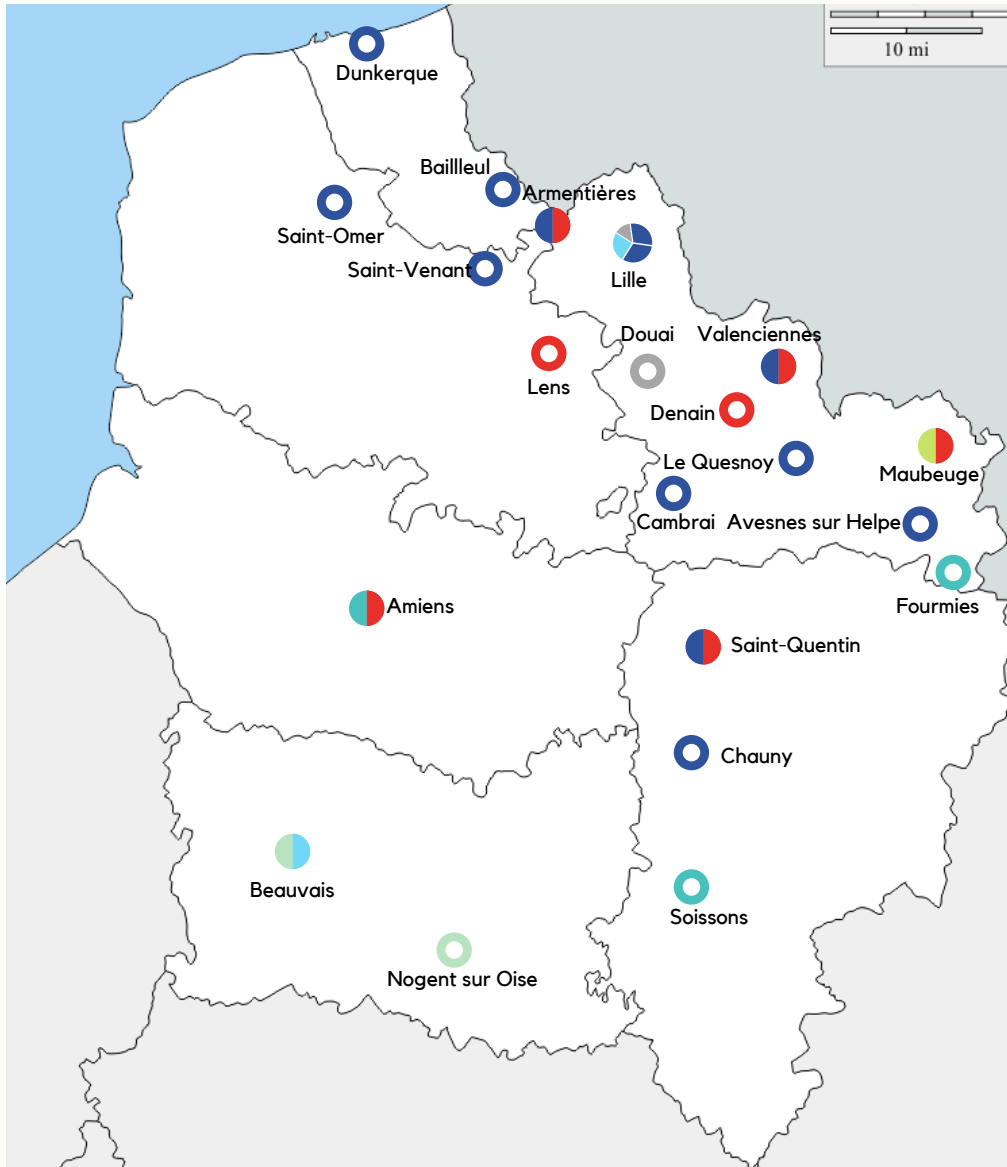 10 mi
Dunkerque
Baillleul
Armentières
Saint-Omer
Saint-Venant
Lille
Douai
Valenciennes
Lens
Denain
Le Quesnoy
Maubeuge
Cambrai
Avesnes sur Helpe
Fourmies
Amiens
Saint-Quentin
Chauny
Beauvais
Soissons
Nogent sur Oise